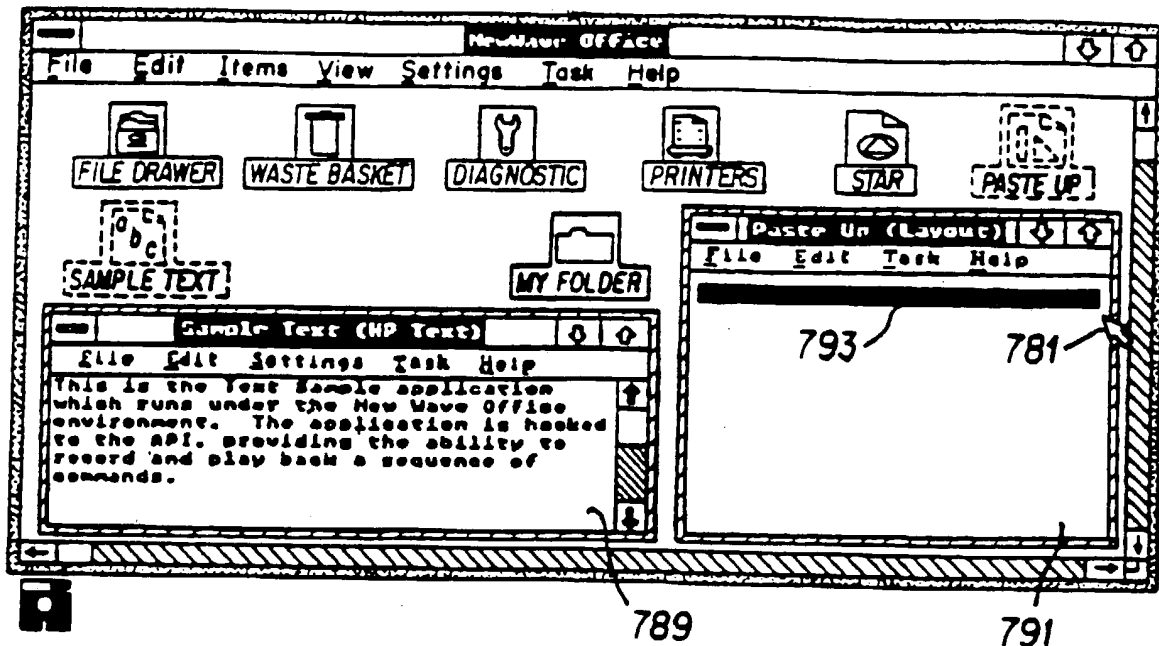 NewWave Office
File Edit Items View Settings Task Help
FILE DRAWER WASTE BASKET DIAGNOSTIC PRINTERS STAR PASTE UP
SAMPLE TEXT MY FOLDER
abc
Paste Up (Layout)
File Edit Task Help
793 781
Sample Text (HP Text)
File Edit Settings Task Help
This is the Text Sample application
which runs under the New Wave Office
environment. The application is hooked
to the API, providing the ability to
record and play back a sequence of
commands.
789 791